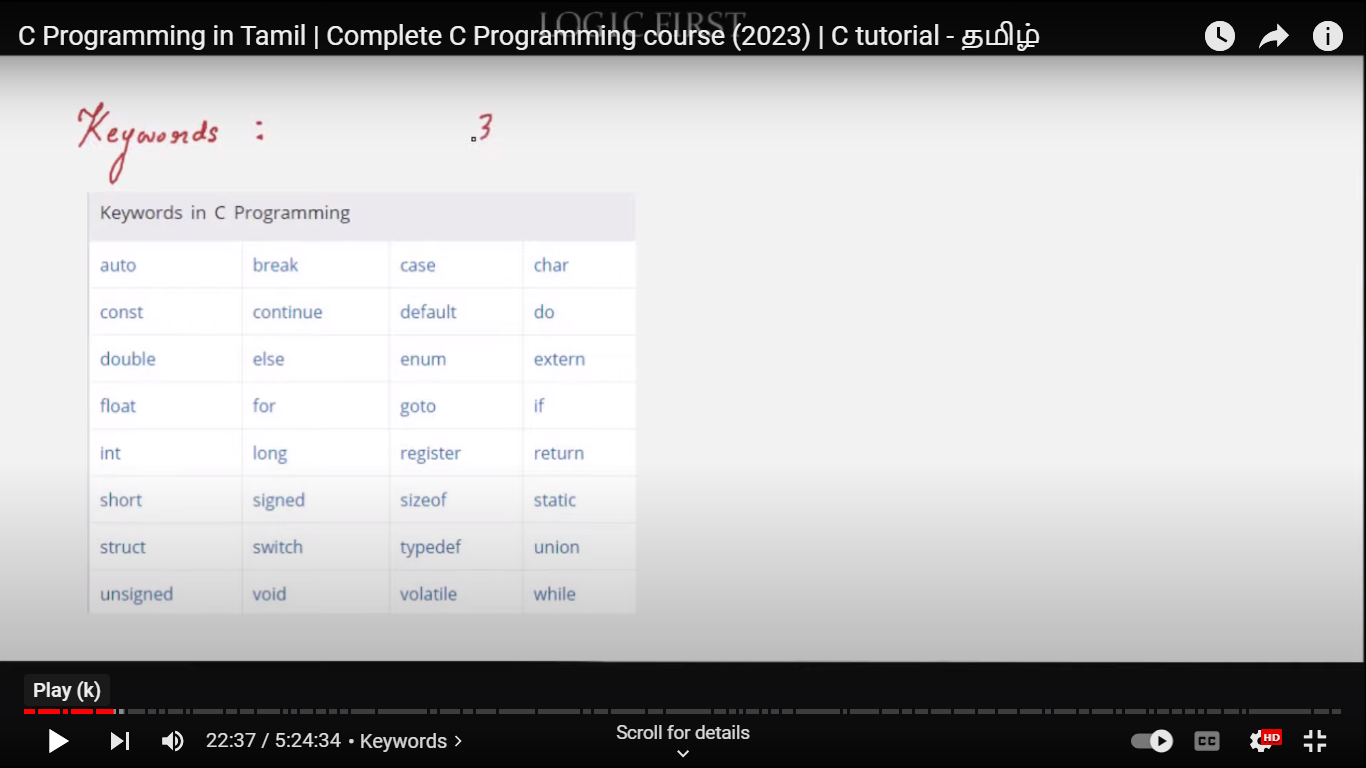 LOGIC FIRST
C Programming in Tamil | Complete C Programming course (2023) | C tutorial - தமிழ்
Keywords : 3
Keywords in C Programming
auto break case char
const continue default do
double else enum extern
float for goto if
int long register return
short signed sizeof static
struct switch typedef union
unsigned void volatile while
Play (k)
22:37 / 5:24:34 • Keywords >
Scroll for details
CC
HD